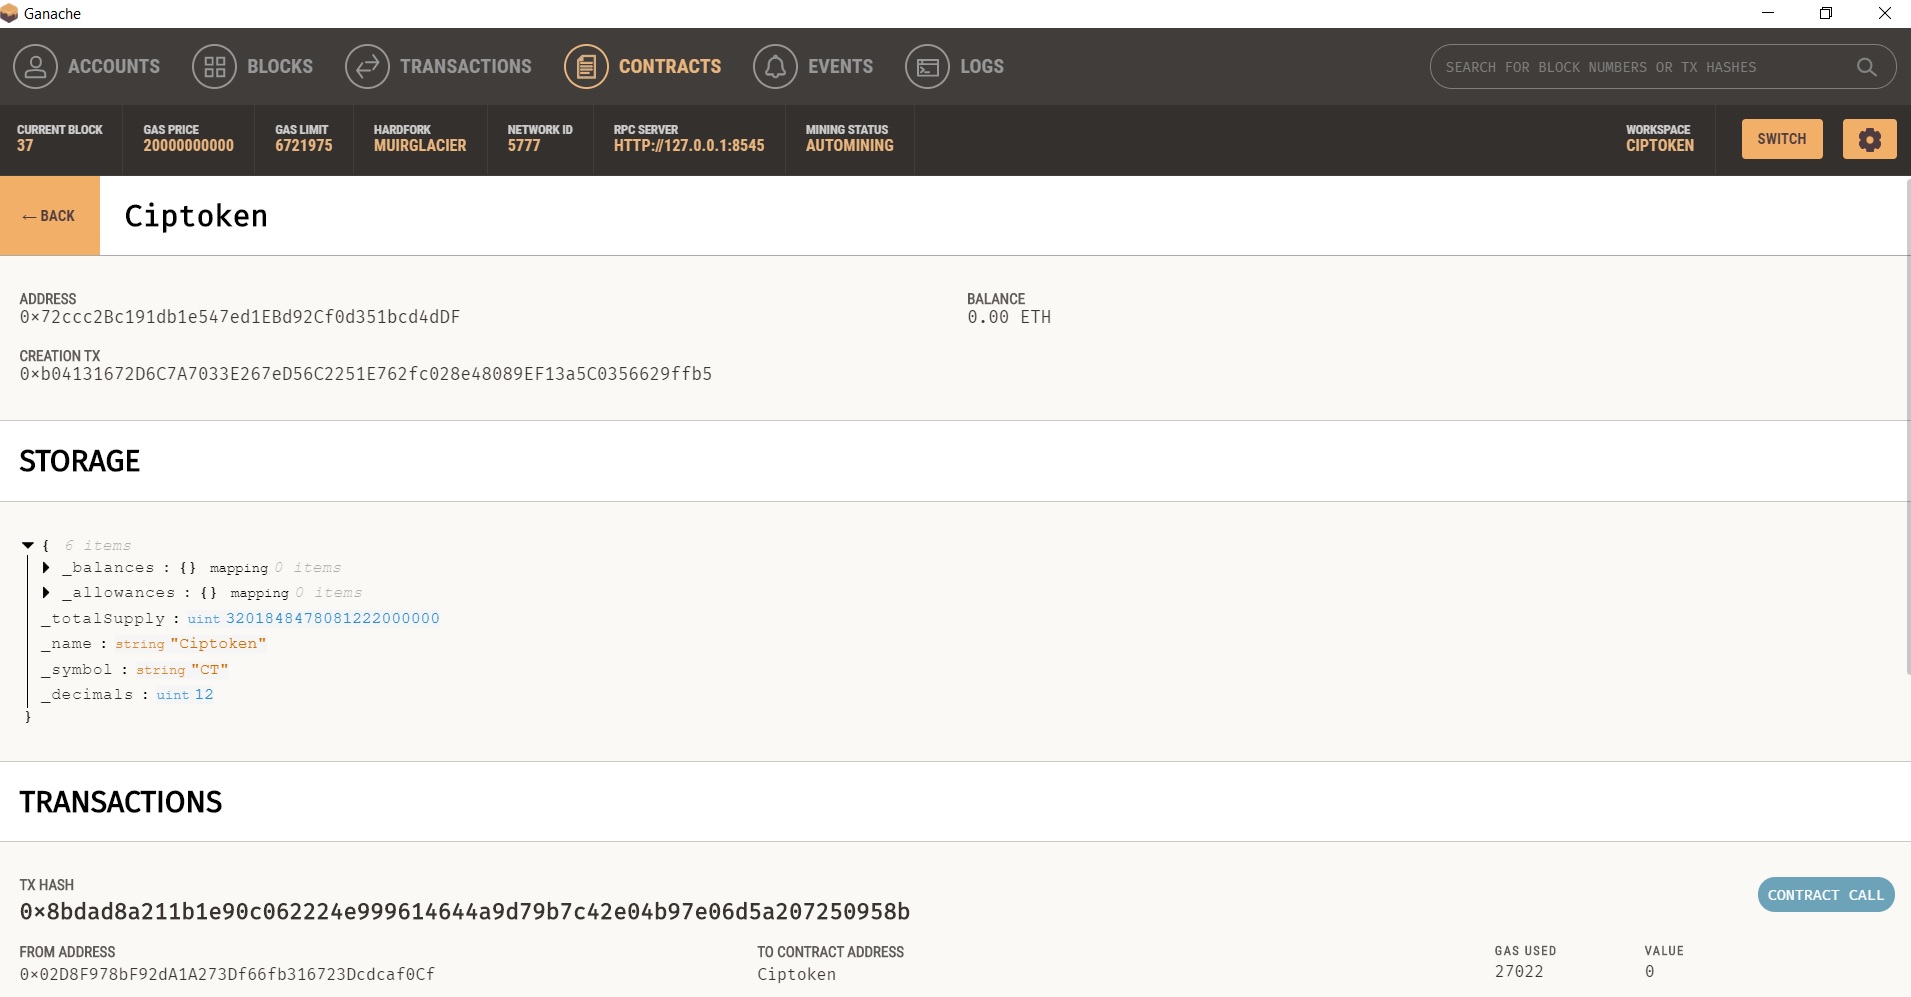 Ganache
ACCOUNTS BLOCKS TRANSACTIONS CONTRACTS EVENTS LOGS SEARCH FOR BLOCK NUMBERS OR TX HASHES
CURRENT BLOCK GAS PRICE GAS LIMIT HARDFORK NETWORK ID RPC SERVER MINING STATUS WORKSPACE
37 20000000000 6721975 MUIRGLACIER 5777 HTTP://127.0.0.1:8545 AUTOMINING CIPTOKEN SWITCH
← BACK Ciptoken
ADDRESS BALANCE
0×72ccc2Bc191db1e547ed1EBd92Cf0d351bcd4dDF 0.00 ETH
CREATION TX
0×b04131672D6C7A7033E267eD56C2251E762fc028e48089EF13a5C0356629ffb5
STORAGE
{ 6 items
_balances : {} mapping 0 items
_allowances : {} mapping 0 items
_totalSupply : uint 3201848478081222000000
_name : string "Ciptoken"
_symbol : string "CT"
_decimals : uint 12
}
TRANSACTIONS
TX HASH
0×8bdad8a211b1e90c062224e999614644a9d79b7c42e04b97e06d5a207250958b CONTRACT CALL
FROM ADDRESS TO CONTRACT ADDRESS GAS USED VALUE
0×02D8F978bF92dA1A273Df66fb316723Dcdcaf0Cf Ciptoken 27022 0